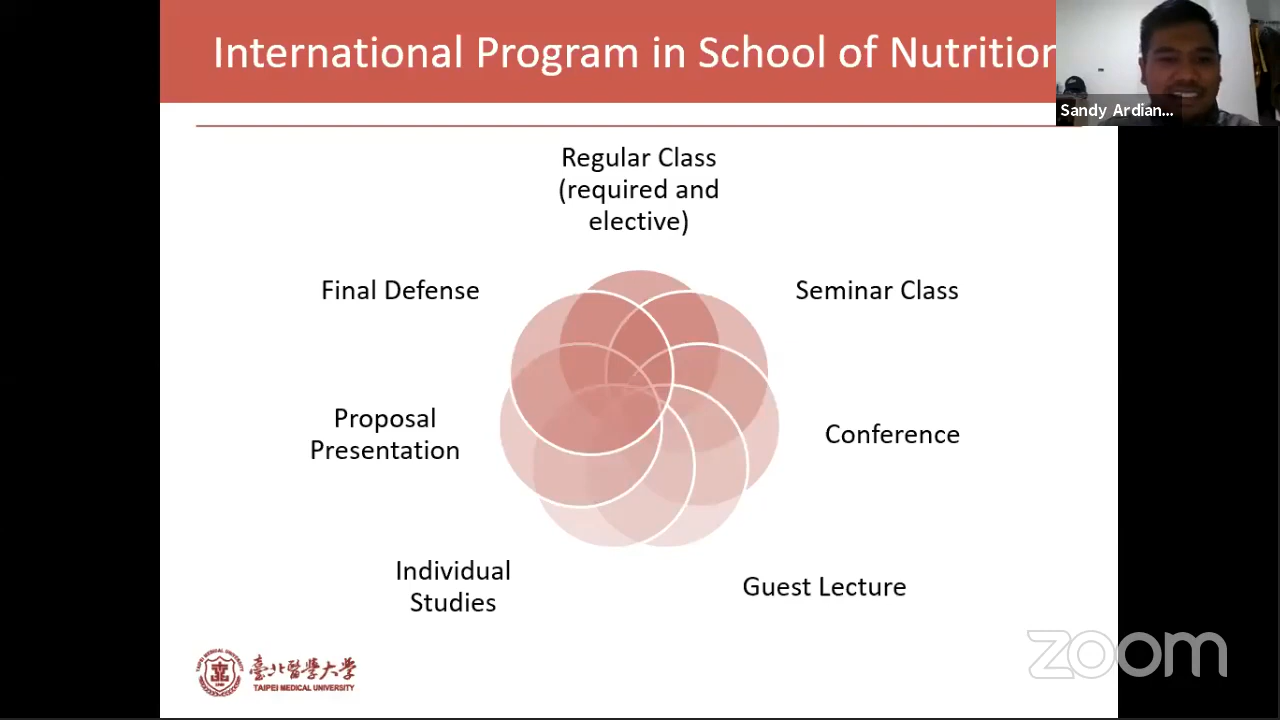 International Program in School of Nutrition
Sandy Ardian...
Regular Class
(required and
elective)
Final Defense
Seminar Class
Proposal
Presentation
Conference
Individual
Studies
Guest Lecture
臺北醫學大學
TAIPEI MEDICAL UNIVERSITY
zoom